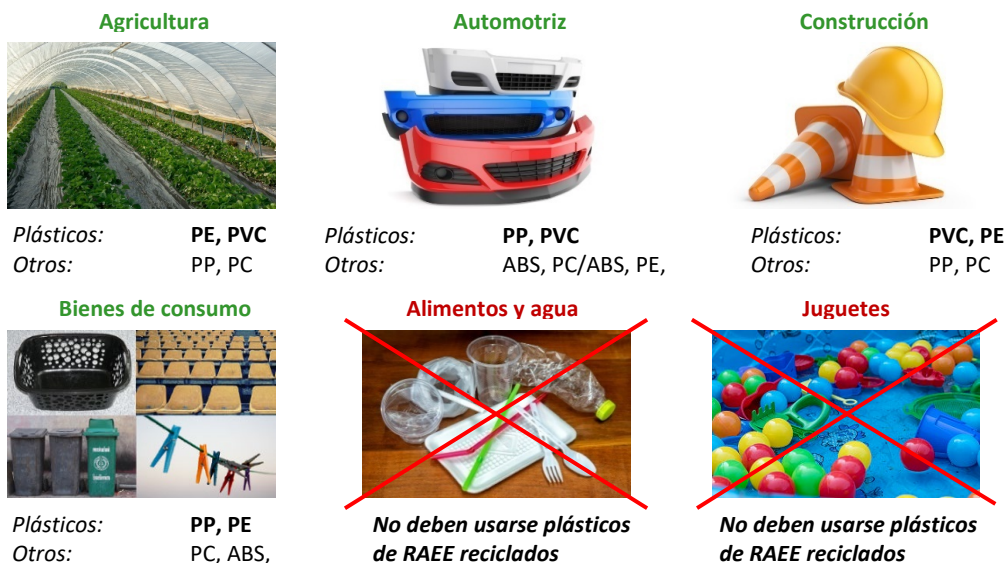 Agricultura
Plásticos: PE, PVC
Otros: PP, PC
Automotriz
Plásticos: PP, PVC
Otros: ABS, PC/ABS, PE,
Construcción
Plásticos: PVC, PE
Otros: PP, PC
Bienes de consumo
Plásticos: PP, PE
Otros: PC, ABS,
Alimentos y agua
No deben usarse plásticos
de RAEE reciclados
Juguetes
No deben usarse plásticos
de RAEE reciclados